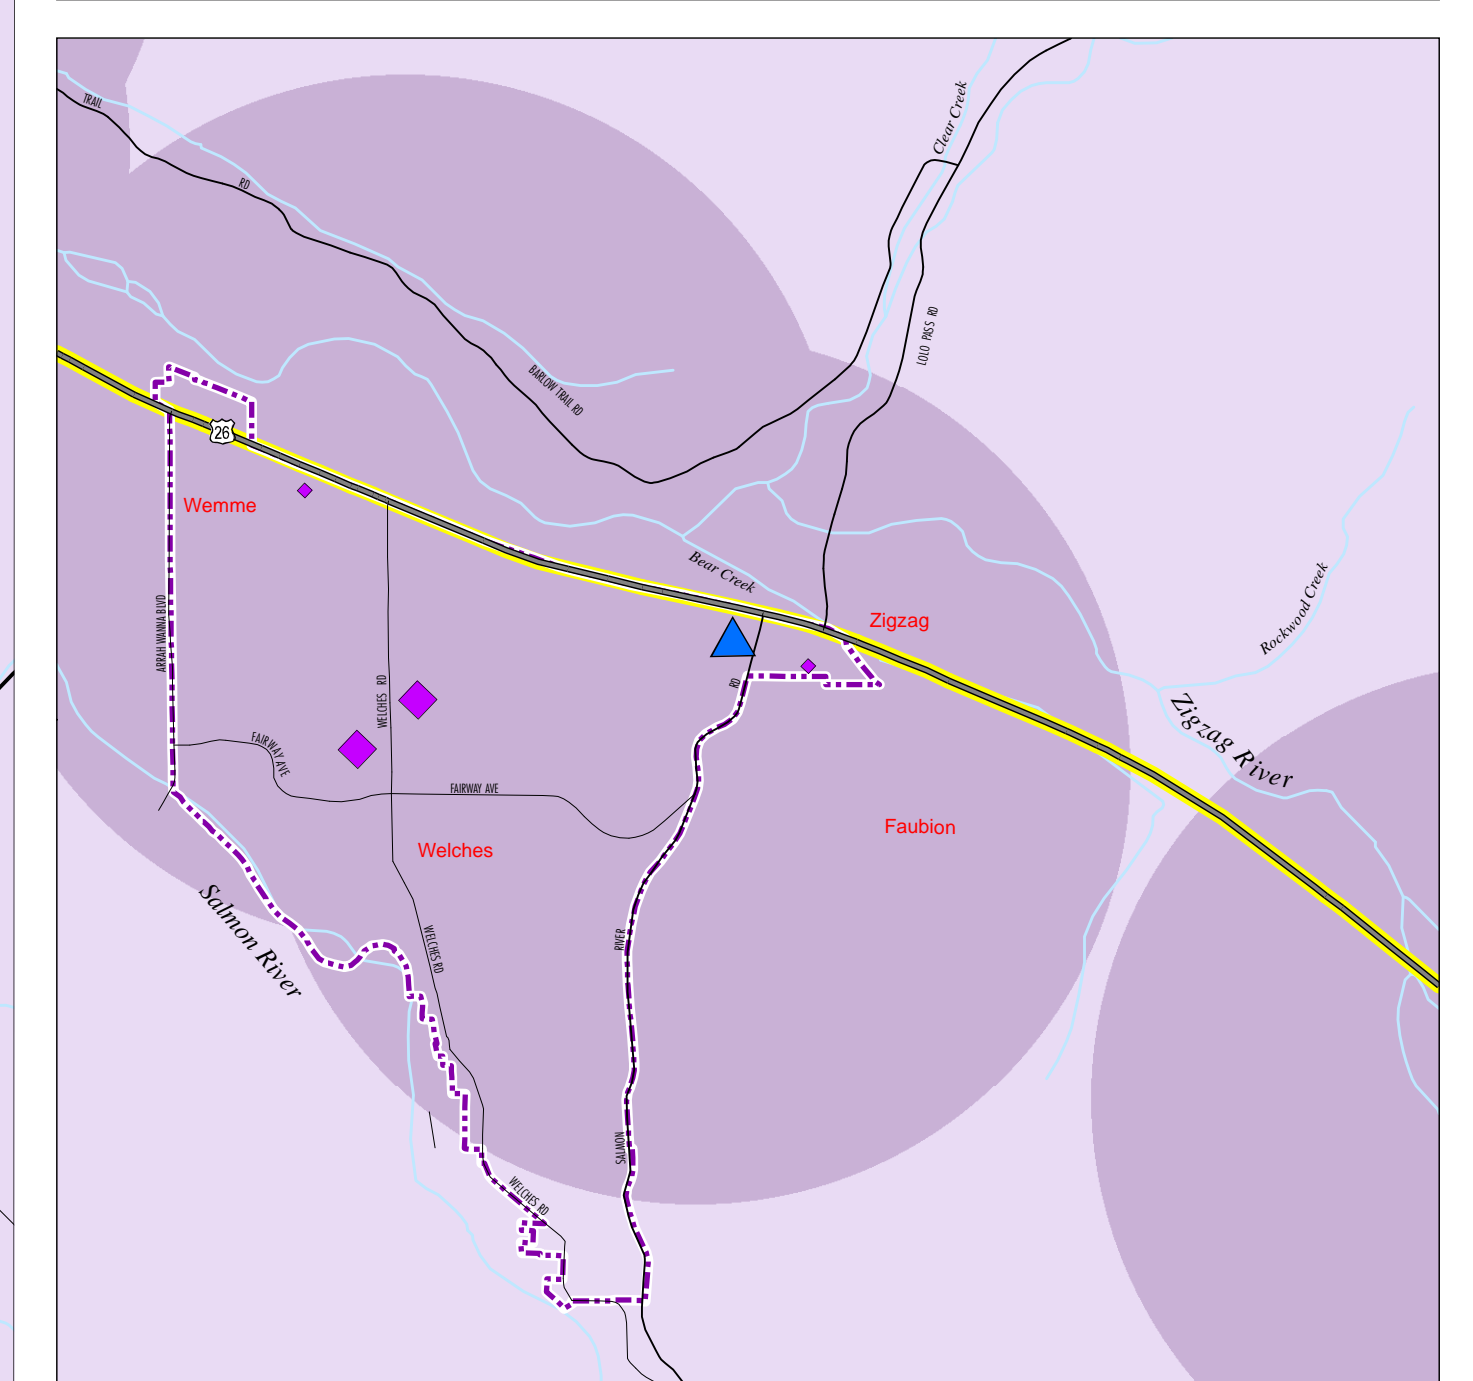 TRAIL
Clear Creek
RD
LOLO PASS RD
BARLOW TRAIL RD
26
Wemme
Bear Creek
Rockwood Creek
ARRAH WANNA BLVD
Zigzag
RD
WELCHES RD
Zigzag River
FAIRWAY AVE
FAIRWAY AVE
Faubion
Welches
Salmon River
WELCHES RD
RIVER
SALMON
WELCHES RD